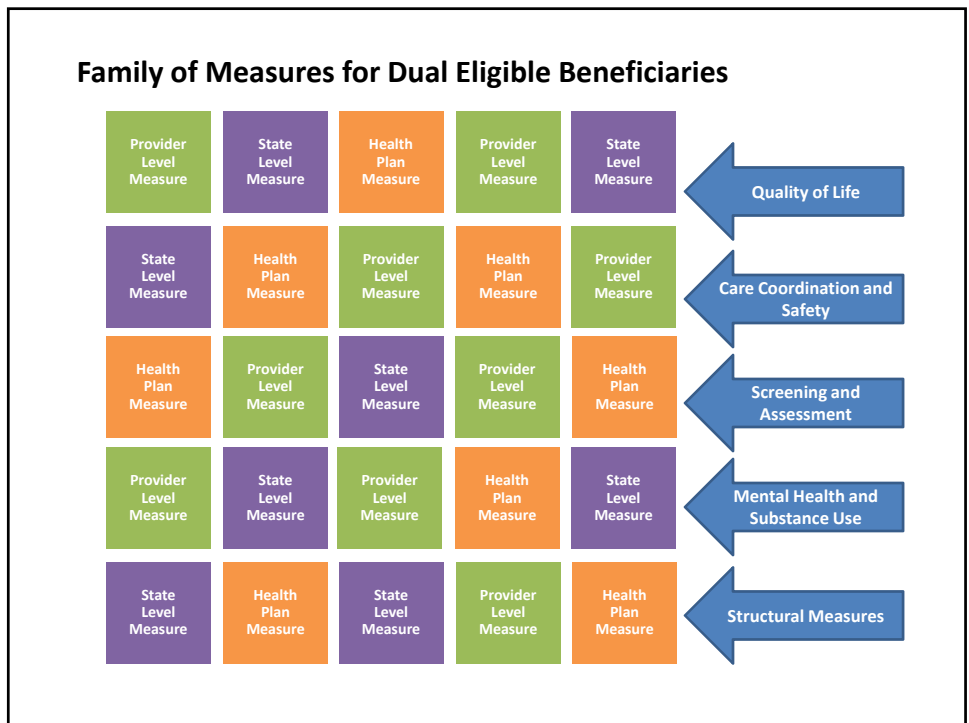 Family of Measures for Dual Eligible Beneficiaries
Provider
Level
Measure
State
Level
Measure
Health
Plan
Measure
Provider
Level
Measure
State
Level
Measure
Quality of Life
State
Level
Measure
Health
Plan
Measure
Provider
Level
Measure
Health
Plan
Measure
Provider
Level
Measure
Care Coordination and
Safety
Health
Plan
Measure
Provider
Level
Measure
State
Level
Measure
Provider
Level
Measure
Health
Plan
Measure
Screening and
Assessment
Provider
Level
Measure
State
Level
Measure
Provider
Level
Measure
Health
Plan
Measure
State
Level
Measure
Mental Health and
Substance Use
State
Level
Measure
Health
Plan
Measure
State
Level
Measure
Provider
Level
Measure
Health
Plan
Measure
Structural Measures